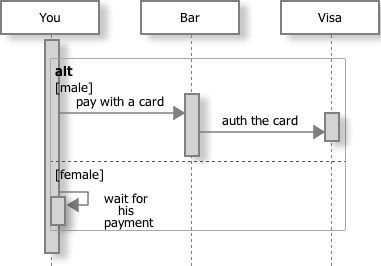 You
Bar
Visa
alt
[male]
pay with a card
auth the card
[female]
wait for
his
payment